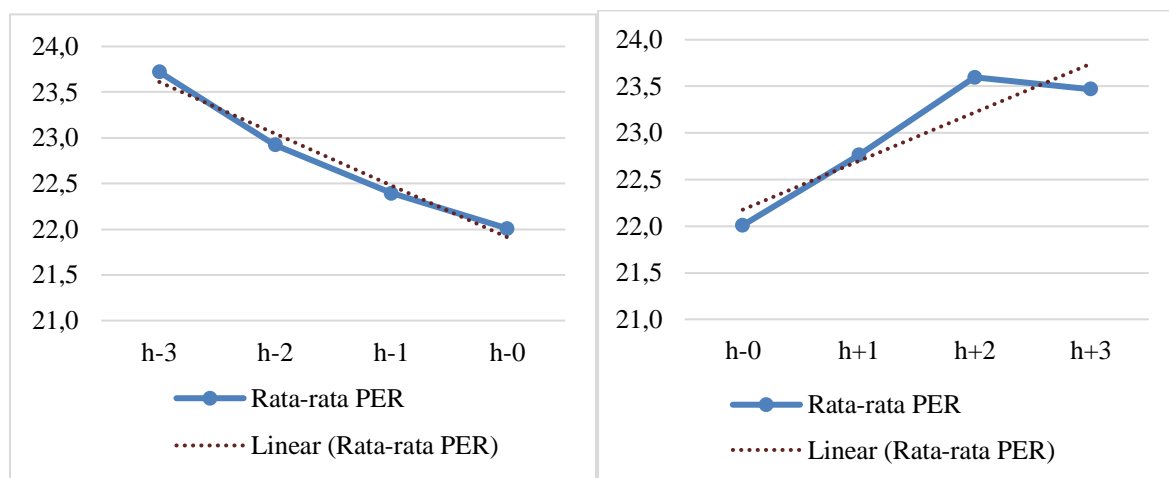 24,0
23,5
23,0
22,5
22,0
21,5
21,0
h-3 h-2 h-1 h-0
Rata-rata PER
Linear (Rata-rata PER)
24,0
23,5
23,0
22,5
22,0
21,5
21,0
h-0 h+1 h+2 h+3
Rata-rata PER
Linear (Rata-rata PER)